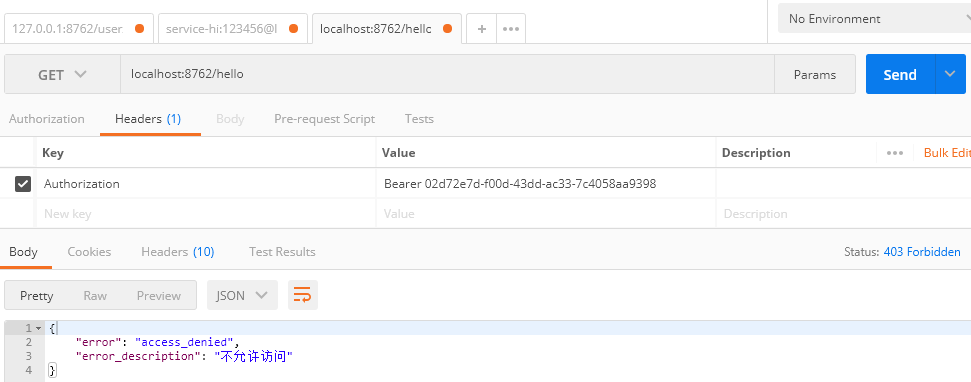 127.0.0.1:8762/user
service-hi:123456@l
localhost:8762/hello
No Environment
GET
localhost:8762/hello
Params
Send
Authorization
Headers (1)
Body
Pre-request Script
Tests
Key
Value
Description
Bulk Edit
Authorization
Bearer 02d72e7d-f00d-43dd-ac33-7c4058aa9398
New key
Value
Description
Body
Cookies
Headers (10)
Test Results
Status: 403 Forbidden
Pretty
Raw
Preview
JSON
1 {
2 "error": "access_denied",
3 "error_description": "不允许访问"
4 }